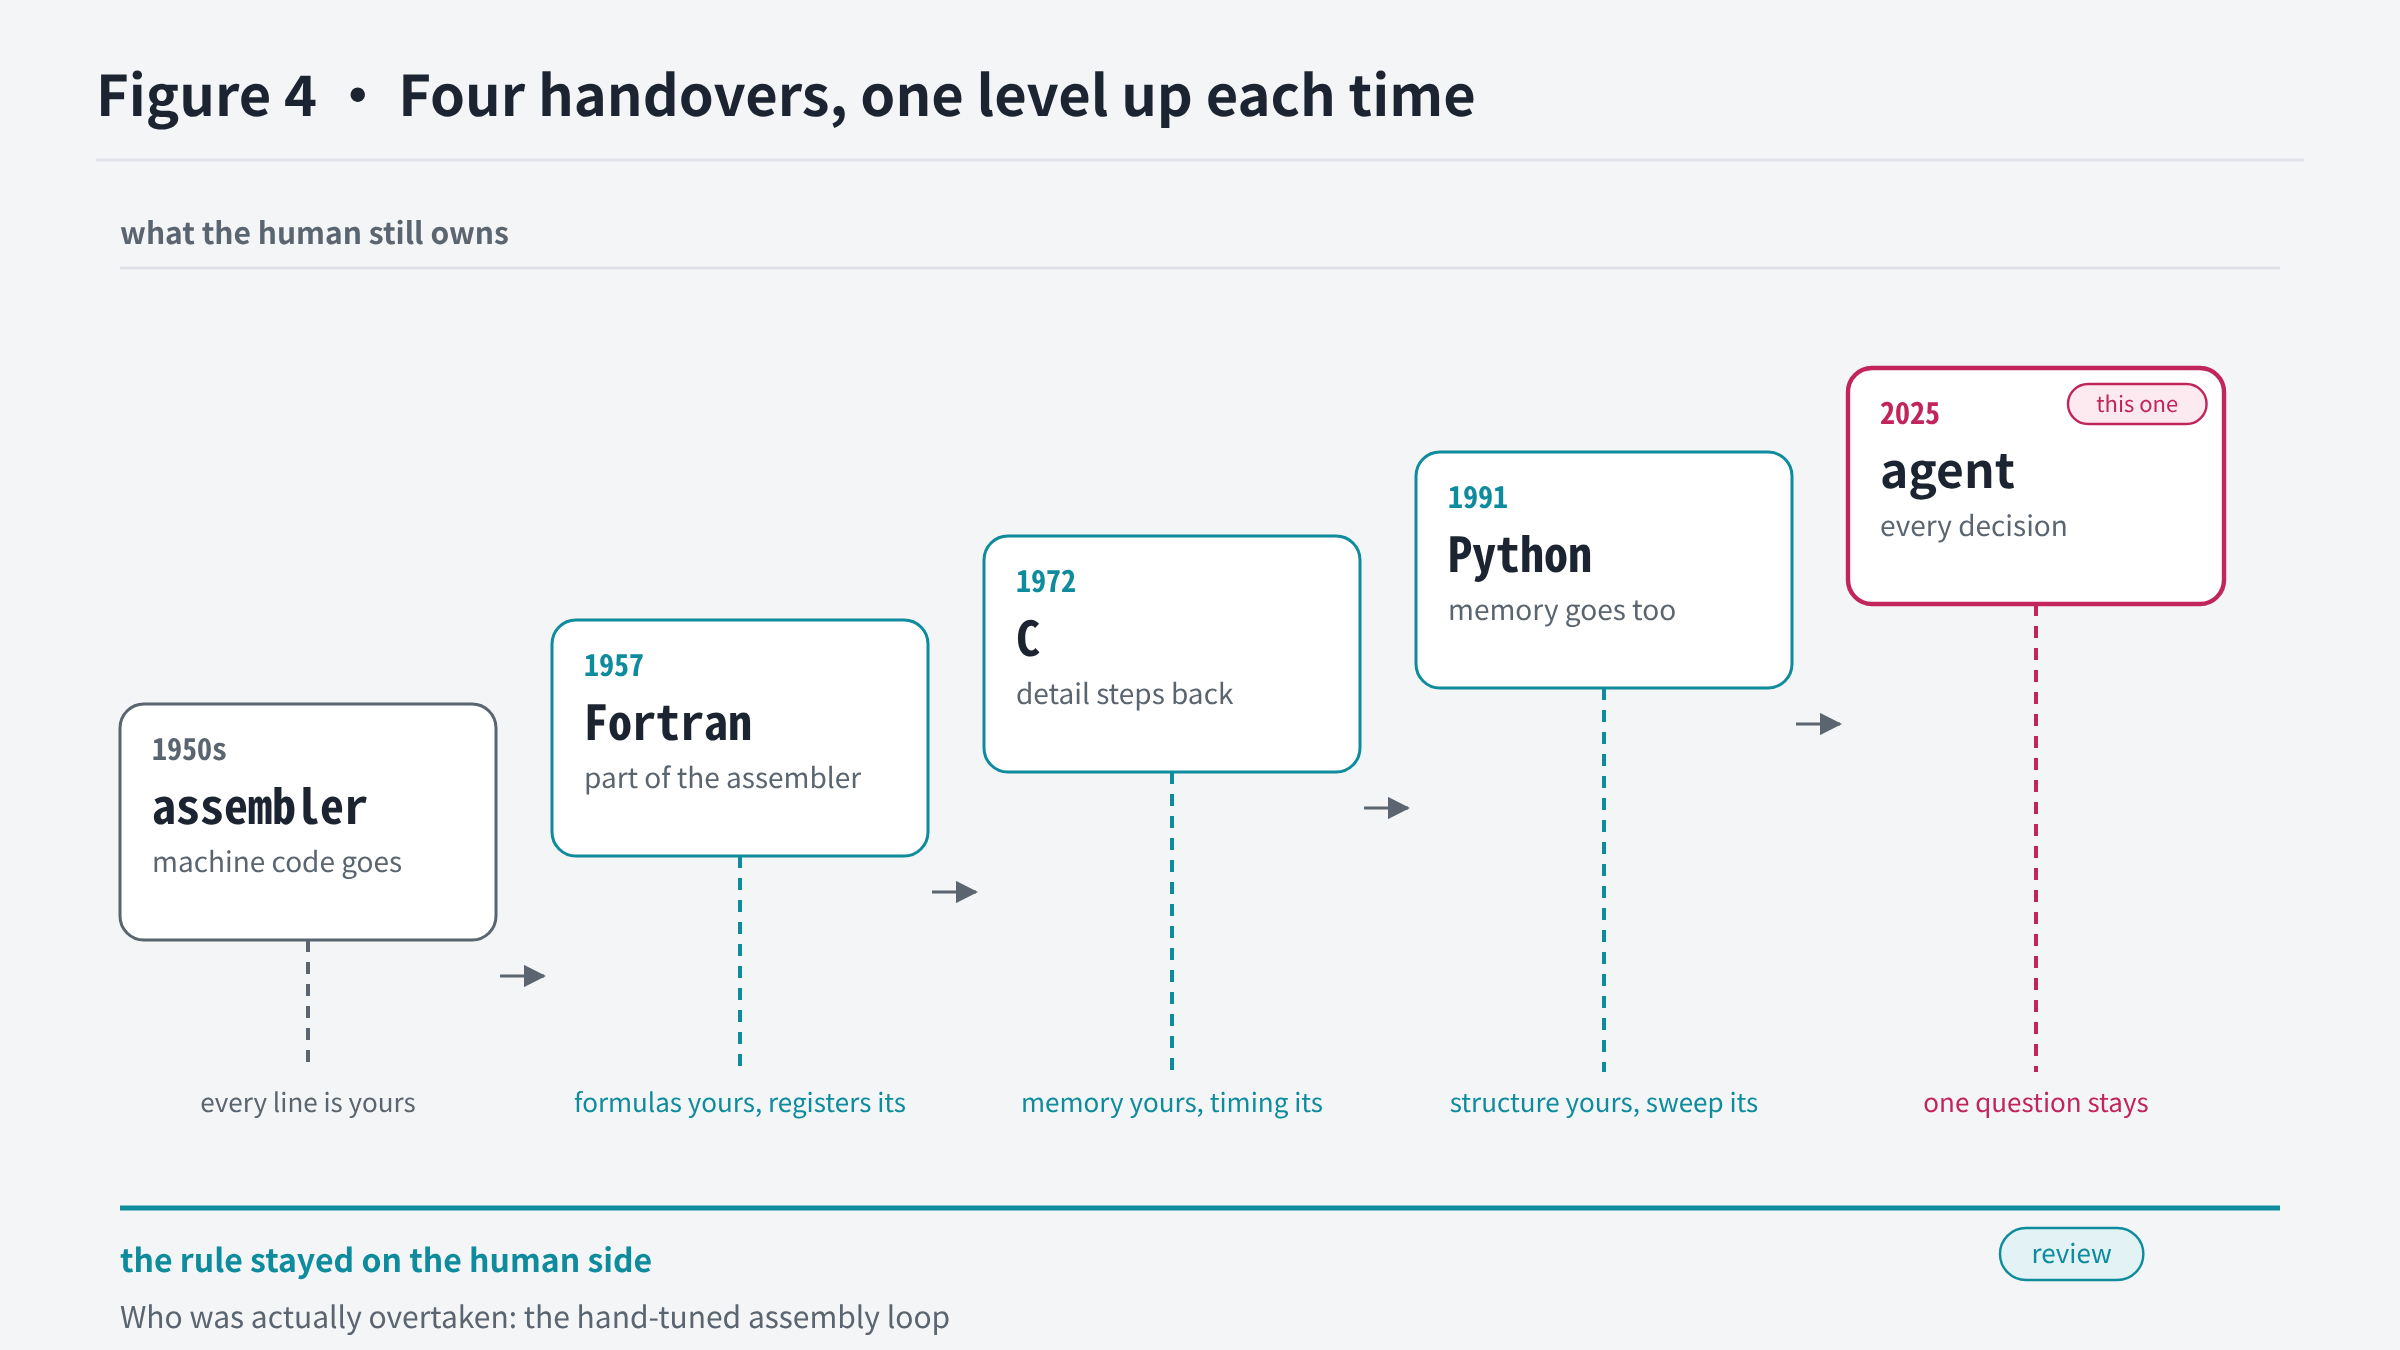 Figure 4 • Four handovers, one level up each time
what the human still owns
1950s
assembler
machine code goes
every line is yours
1957
Fortran
part of the assembler
formulas yours, registers its
1972
C
detail steps back
memory yours, timing its
1991
Python
memory goes too
structure yours, sweep its
2025
this one
agent
every decision
one question stays
the rule stayed on the human side
review
Who was actually overtaken: the hand-tuned assembly loop